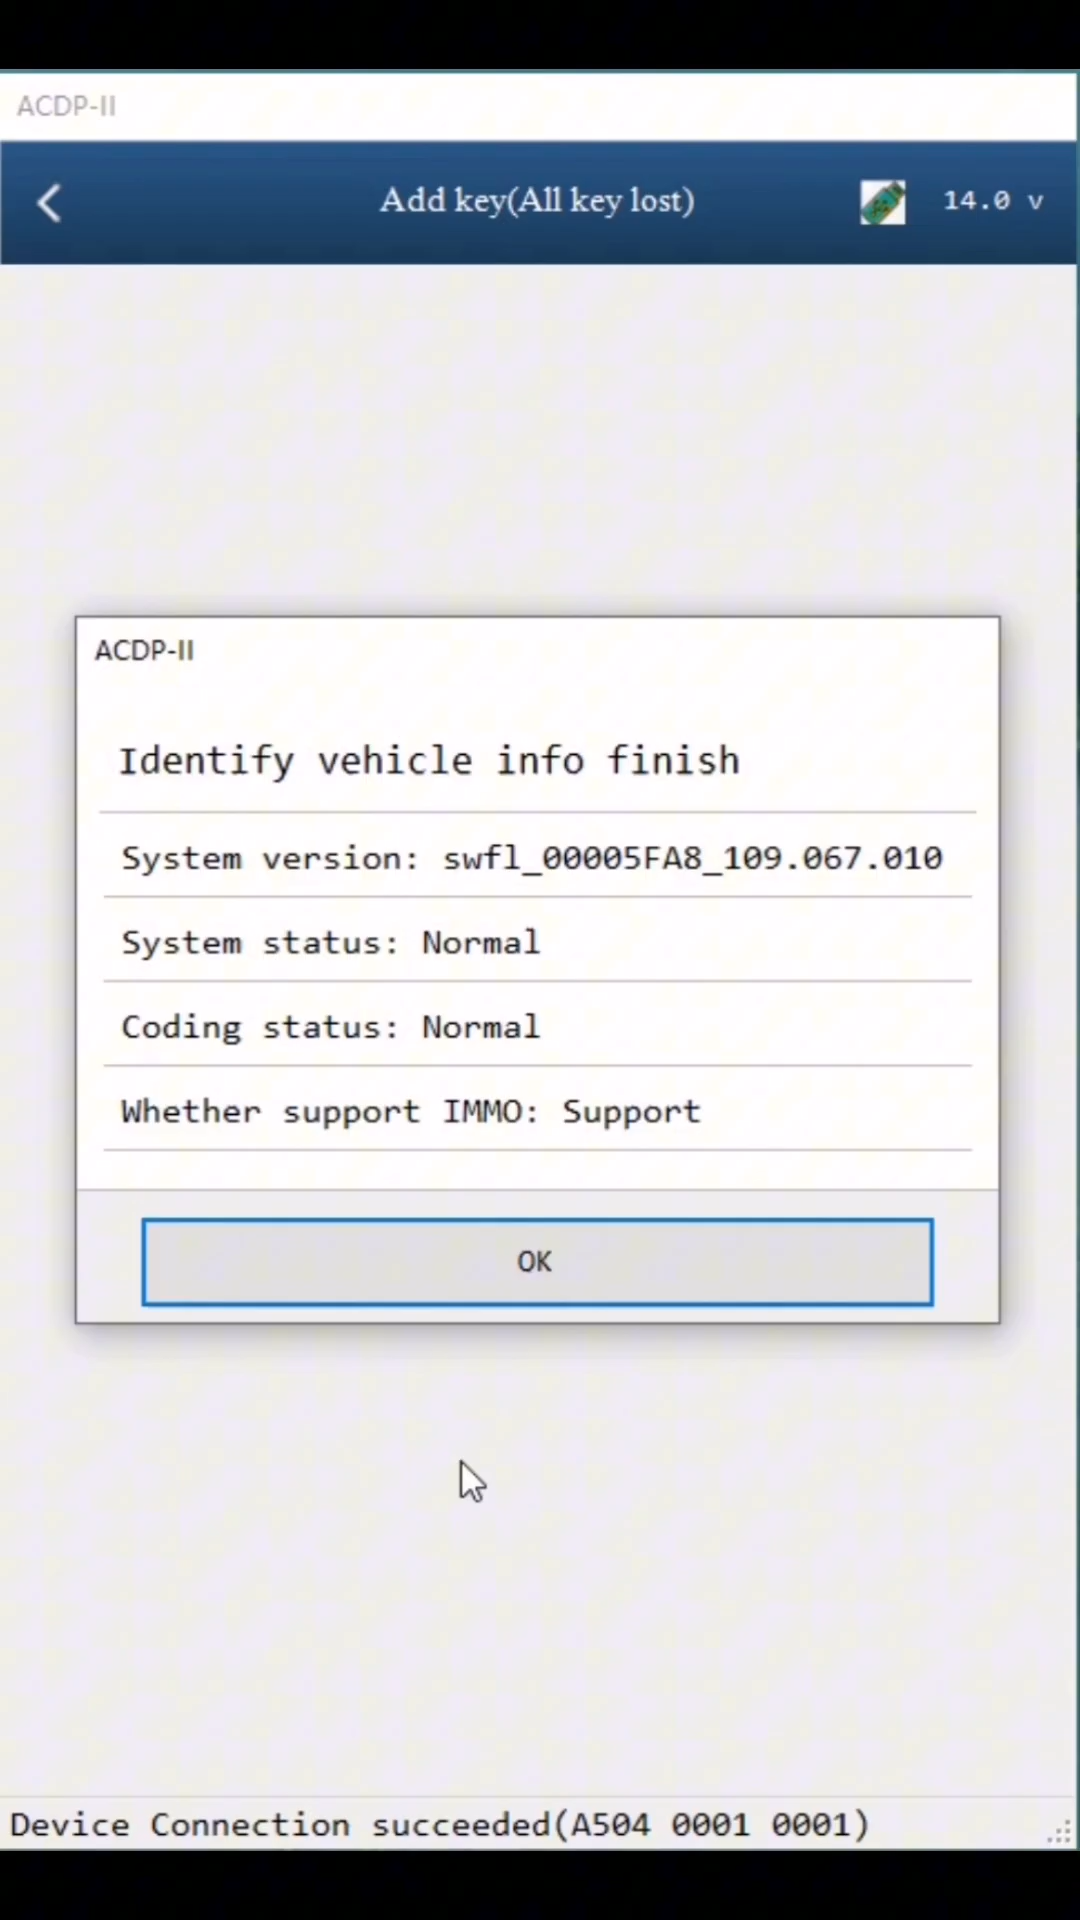 ACDP-II
Add key(All key lost)
14.0 v
ACDP-II
Identify vehicle info finish
System version: swfl_00005FA8_109.067.010
System status: Normal
Coding status: Normal
Whether support IMMO: Support
OK
Device Connection succeeded(A504 0001 0001)